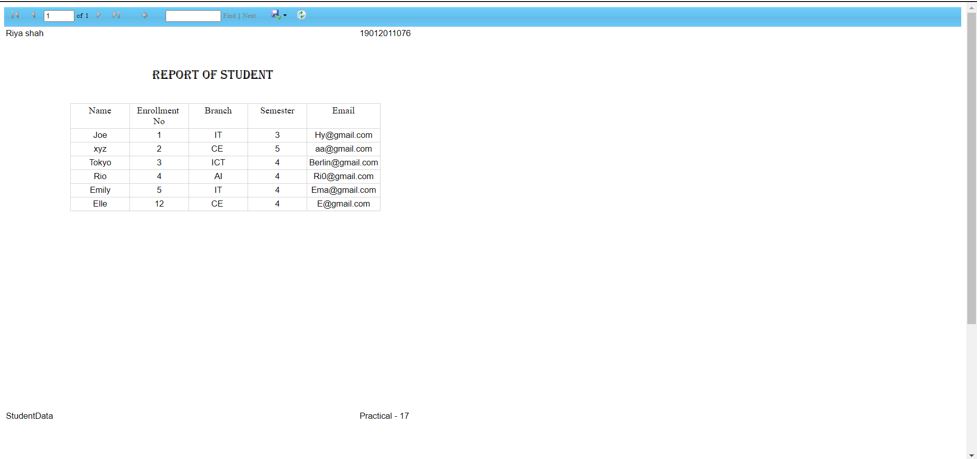 1 of 1 Find | Next
Riya shah 19012011076
REPORT OF STUDENT
Name Enrollment No Branch Semester Email
Joe 1 IT 3 Hy@gmail.com
xyz 2 CE 5 aa@gmail.com
Tokyo 3 ICT 4 Berlin@gmail.com
Rio 4 AI 4 Ri0@gmail.com
Emily 5 IT 4 Ema@gmail.com
Elle 12 CE 4 E@gmail.com
StudentData Practical - 17